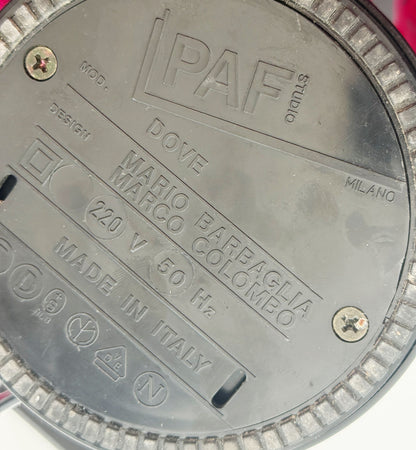 PAF
studio
MILANO
MOD. DOVE
DESIGN MARIO BARBAGLIA
MARCO COLOMBO
220 V 50 Hz
MADE IN ITALY
D
S
N